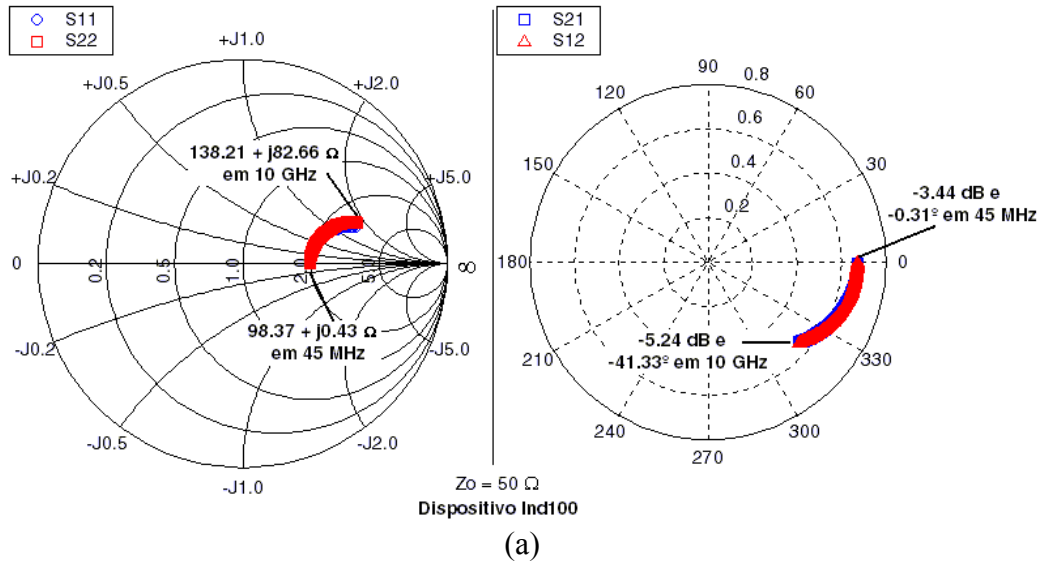 S11
S22
+J1.0
+J0.5
+J2.0
138.21 + j82.66 Ω
em 10 GHz
+J0.2
+J5.0
0
0.2
0.5
1.0
2.0
5.0
∞
98.37 + j0.43 Ω
em 45 MHz
-J0.2
-J5.0
-J0.5
-J2.0
-J1.0
S21
S12
90
0.8
120
60
0.6
0.4
150
30
0.2
-3.44 dB e
-0.31º em 45 MHz
180
0
-5.24 dB e
-41.33º em 10 GHz
210
330
240
300
270
Zo = 50 Ω
Dispositivo Ind100
(a)